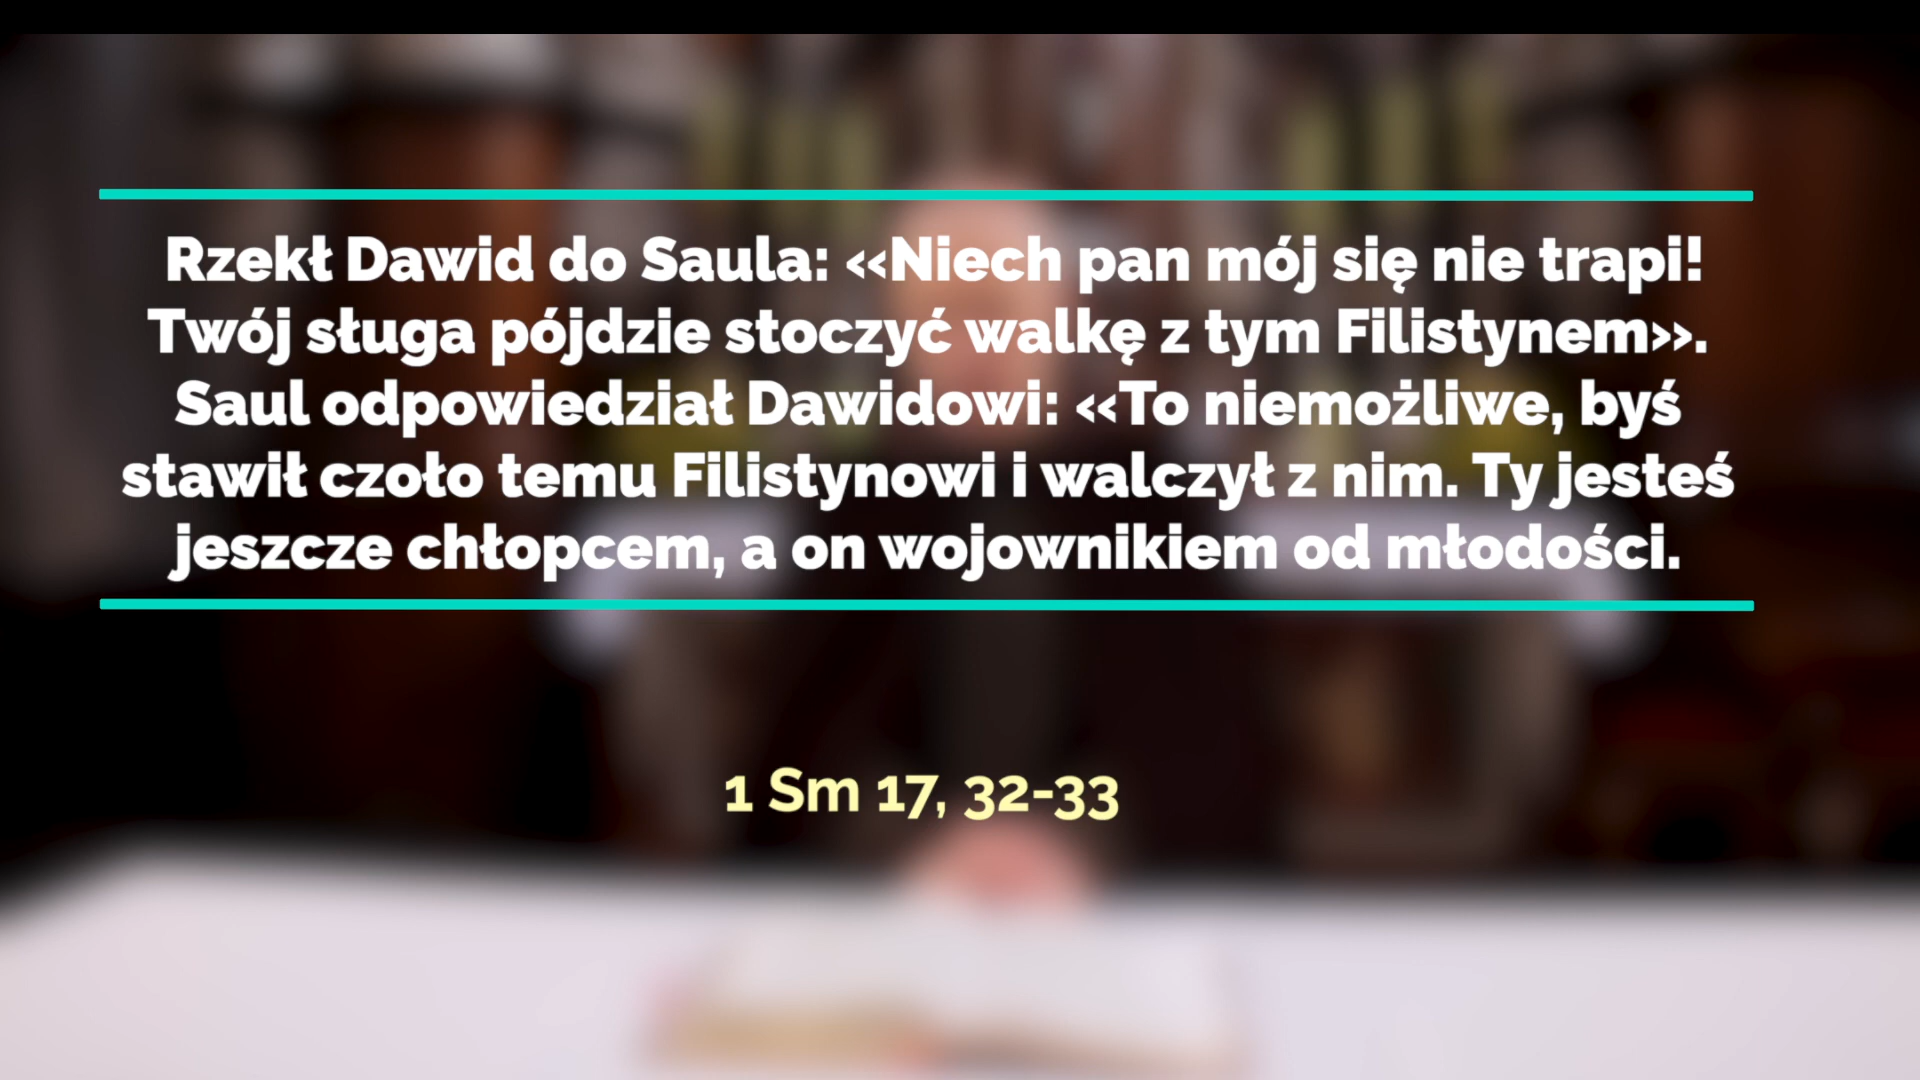 Rzekł Dawid do Saula: «Niech pan mój się nie trapi!
Twój sługa pójdzie stoczyć walkę z tym Filistynem».
Saul odpowiedział Dawidowi: «To niemożliwe, byś
stawił czoło temu Filistynowi i walczył z nim. Ty jesteś
jeszcze chłopcem, a on wojownikiem od młodości.
1 Sm 17, 32-33